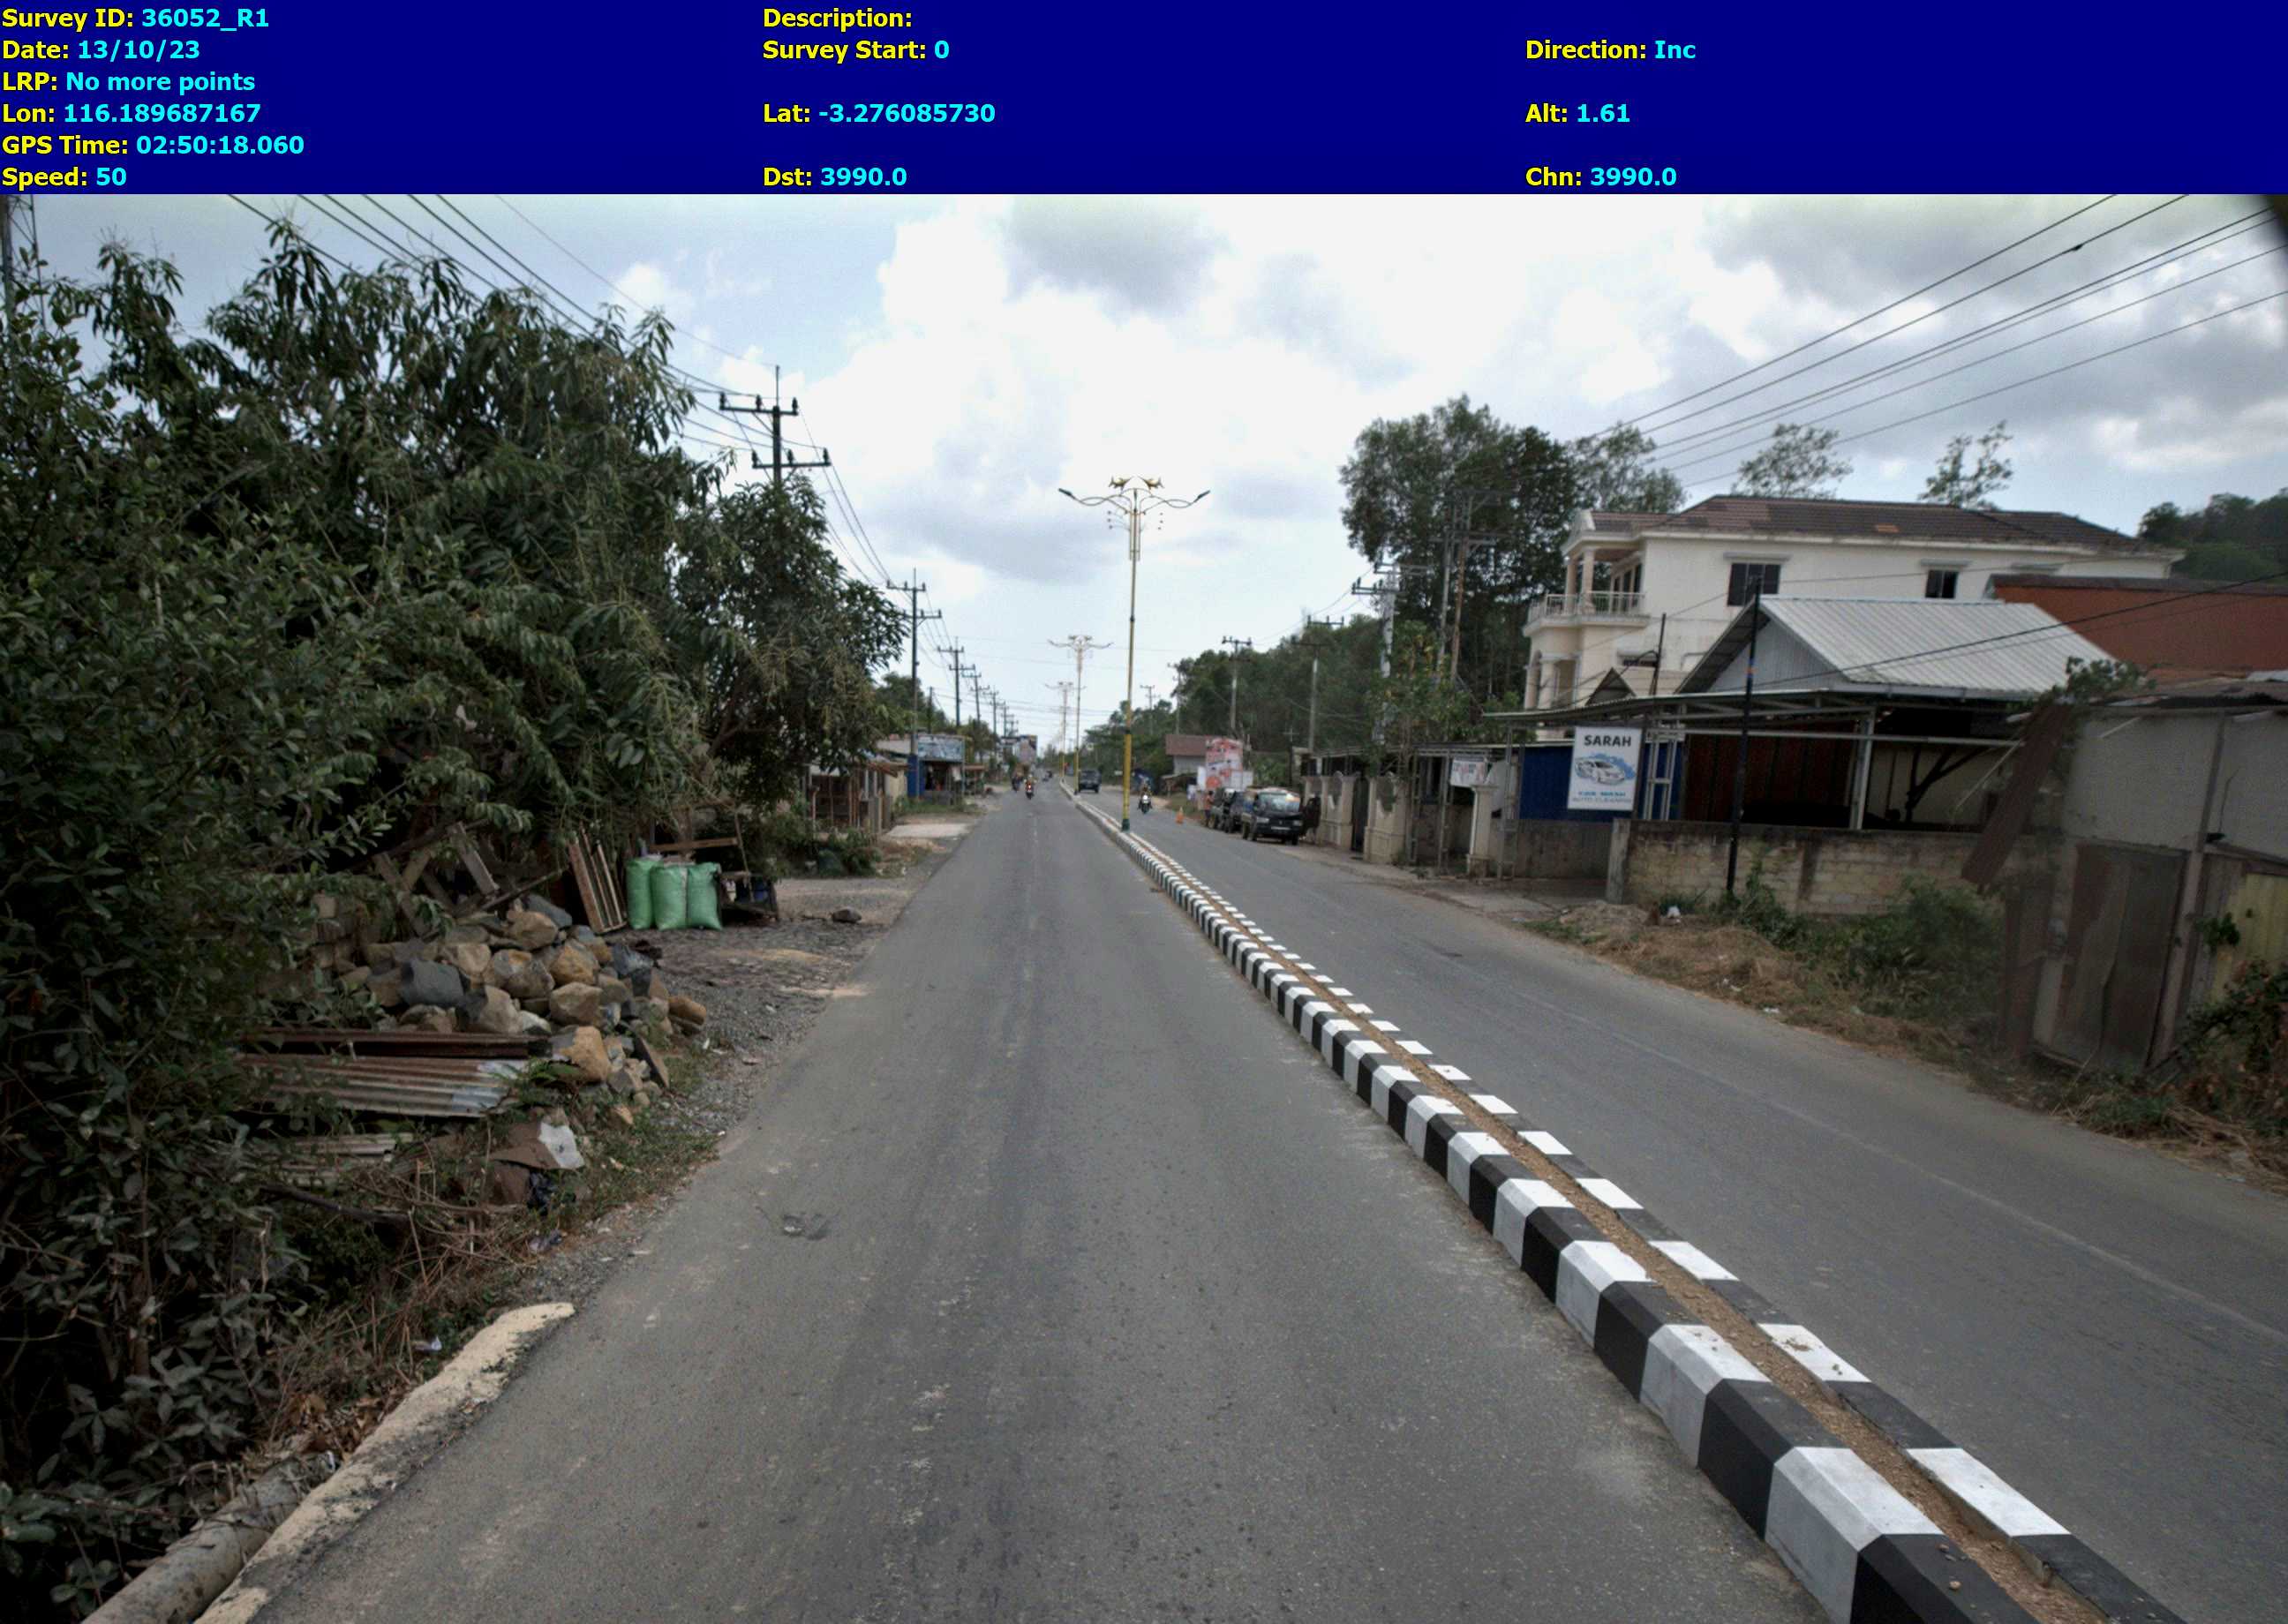 Survey ID: 36052_R1
Description:
Date: 13/10/23
Survey Start: 0
Direction: Inc
LRP: No more points
Lon: 116.189687167
Lat: -3.276085730
Alt: 1.61
GPS Time: 02:50:18.060
Speed: 50
Dst: 3990.0
Chn: 3990.0
SARAH